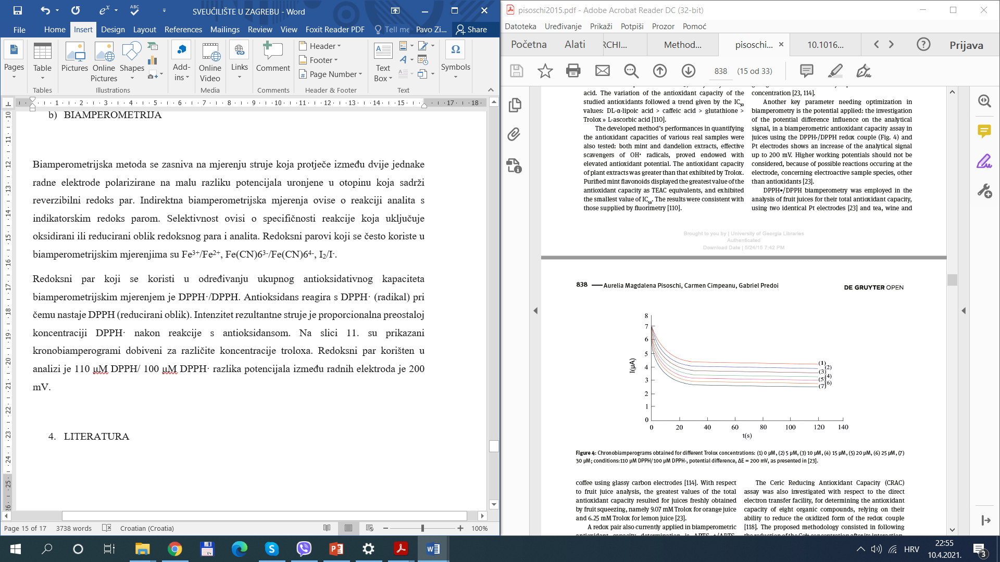 SVEUČILIŠTE U ZAGREBU - Word
File Home Insert Design Layout References Mailings Review View Foxit Reader PDF Tell me Pavo Zi... Share
Pages
Table
Pictures
Online Pictures
Shapes
Add-ins
Online Video
Links
Comment
Header
Footer
Page Number
Text Box
Symbols
Tables Illustrations Media Comments Header & Footer Text
1 2 3 4 5 6 7 8 9 10 11 12 13 14 15 17 18
b) BIAMPEROMETRIJA
Biamperometrijska metoda se zasniva na mjerenju struje koja protječe između dvije jednake
radne elektrode polarizirane na malu razliku potencijala uronjene u otopinu koja sadrži
reverzibilni redoks par. Indirektna biamperometrijska mjerenja ovise o reakciji analita s
indikatorskim redoks parom. Selektivnost ovisi o specifičnosti reakcije koja uključuje
oksidirani ili reducirani oblik redoksnog para i analita. Redoksni parovi koji se često koriste u
biamperometrijskim mjerenjima su Fe3+/Fe2+, Fe(CN)63-/Fe(CN)64-, I2/I-.
Redoksni par koji se koristi u određivanju ukupnog antioksidativnog kapaciteta
biamperometrijskim mjerenjem je DPPH·/DPPH. Antioksidans reagira s DPPH· (radikal) pri
čemu nastaje DPPH (reducirani oblik). Intenzitet rezultantne struje je proporcionalna preostaloj
koncentraciji DPPH· nakon reakcije s antioksidansom. Na slici 11. su prikazani
kronobiamperogrami dobiveni za različite koncentracije troloxa. Redoksni par korišten u
analizi je 110 µM DPPH/ 100 µM DPPH· razlika potencijala između radnih elektroda je 200
mV.
4. LITERATURA
Page 15 of 17 3738 words Croatian (Croatia) 100%
pisoschi2015.pdf - Adobe Acrobat Reader DC (32-bit)
Datoteka Uređivanje Prikaži Potpiši Prozor Pomoć
Početna Alati RCHI... Method... pisoschi... 10.1016... Prijava
838 (15 od 33)
acid. The variation of the antioxidant capacity of the
studied antioxidants followed a trend given by the IC50
values: DL-α-lipoic acid > caffeic acid > glutathione >
Trolox » L-ascorbic acid [110].
The developed method's performances in quantifying
the antioxidant capacities of various real samples were
also tested: both mint and dandelion extracts, effective
scavengers of OH• radicals, proved endowed with
elevated antioxidant potential. The antioxidant capacity
of plant extracts was greater than that exhibited by Trolox.
Purified mint flavonoids displayed the greatest value of the
antioxidant capacity as TEAC equivalents, and exhibited
the smallest value of IC50. The results were consistent with
those supplied by fluorimetry [110].
concentration [23, 114].
Another key parameter needing optimization in
biamperometry is the potential applied: the investigation
of the potential difference influence on the analytical
signal, in a biamperometric antioxidant capacity assay in
juices using the DPPH•/DPPH redox couple (Fig. 4) and
Pt electrodes shows an increase of the analytical signal
up to 200 mV. Higher working potentials should not be
considered, because of possible reactions occuring at the
electrode, concerning electroactive sample species, other
than antioxidants [23].
DPPH•/DPPH biamperometry was employed in the
analysis of fruit juices for their total antioxidant capacity,
using two identical Pt electrodes [23] and tea, wine and
Brought to you by | University of Georgia Libraries
Authenticated
Download Date | 5/24/15 7:42 PM
838 — Aurelia Magdalena Pisoschi, Carmen Cimpeanu, Gabriel Predoi DE GRUYTER OPEN
8
7
6
5
4
3
2
1
0
I(µA)
(1)
(2)
(3)
(4)
(5)
(6)
(7)
0 20 40 60 80 100 120 140
t(s)
Figure 4: Chronobiamperograms obtained for different Trolox concentrations: (1) 0 µM, (2) 5 µM, (3) 10 µM, (4) 15 µM, (5) 20 µM, (6) 25 µM, (7)
30 µM; conditions:110 µM DPPH/100 µM DPPH·, potential difference, ΔE = 200 mV, as presented in [23].
coffee using glassy carbon electrodes [114]. With respect
to fruit juice analysis, the greatest values of the total
antioxidant capacity resulted for juices freshly obtained
by fruit squeezing, namely 9.07 mM Trolox for orange juice
and 6.25 mM Trolox for lemon juice [23].
A redox pair also currently applied in biamperometric
The Ceric Reducing Antioxidant Capacity (CRAC)
assay was also investigated with respect to the direct
electron transfer facility, for determining the antioxidant
capacity of eight organic compounds, relying on their
ability to reduce the oxidized form of the redox couple
[118]. The proposed methodology consisted in following
HRV
22:55
10.4.2021.
3